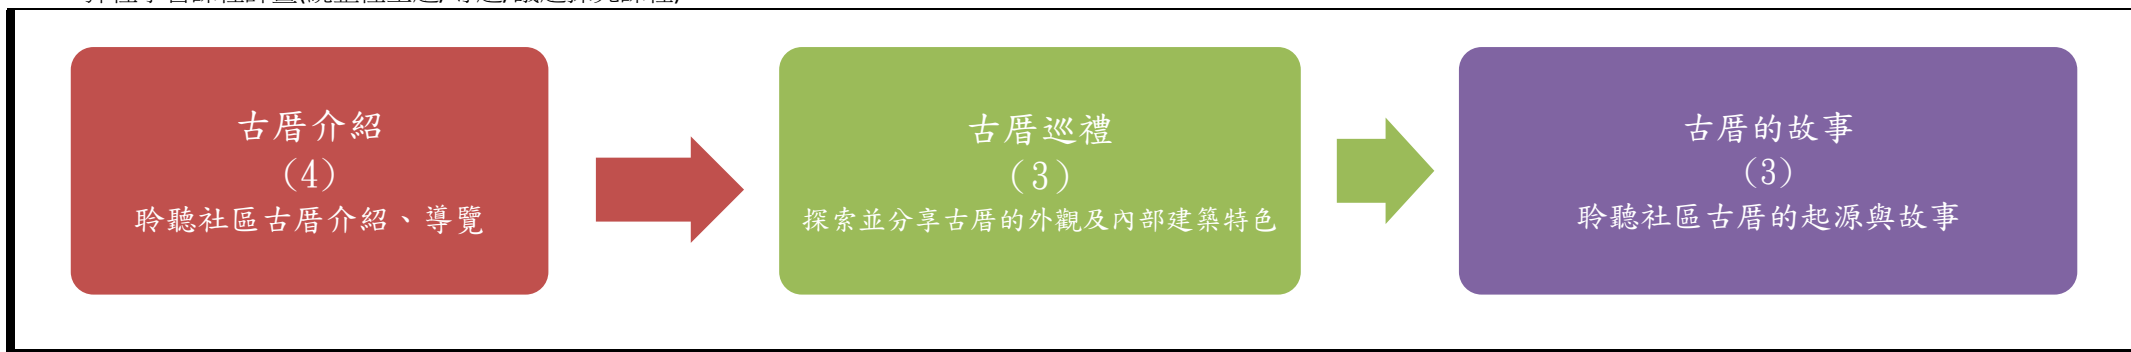 古厝介紹
(4)
聆聽社區古厝介紹、導覽
古厝巡禮
(3)
探索並分享古厝的外觀及內部建築特色
古厝的故事
(3)
聆聽社區古厝的起源與故事